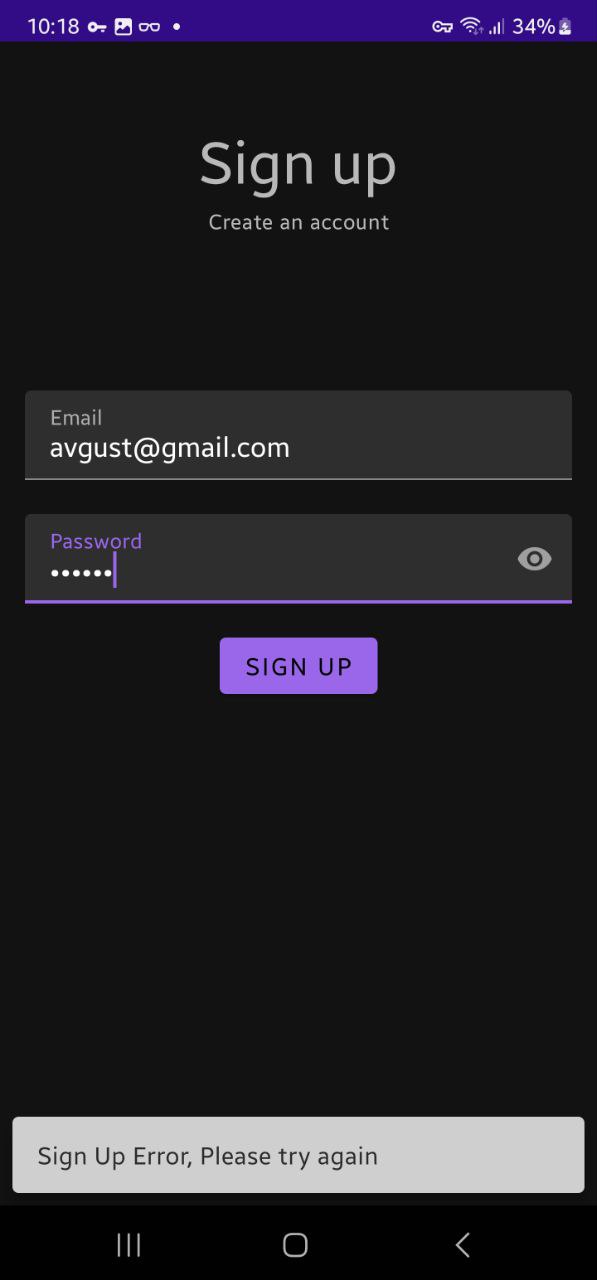 10:18 34%
Sign up
Create an account
Email
avgust@gmail.com
Password
••••••
SIGN UP
Sign Up Error, Please try again